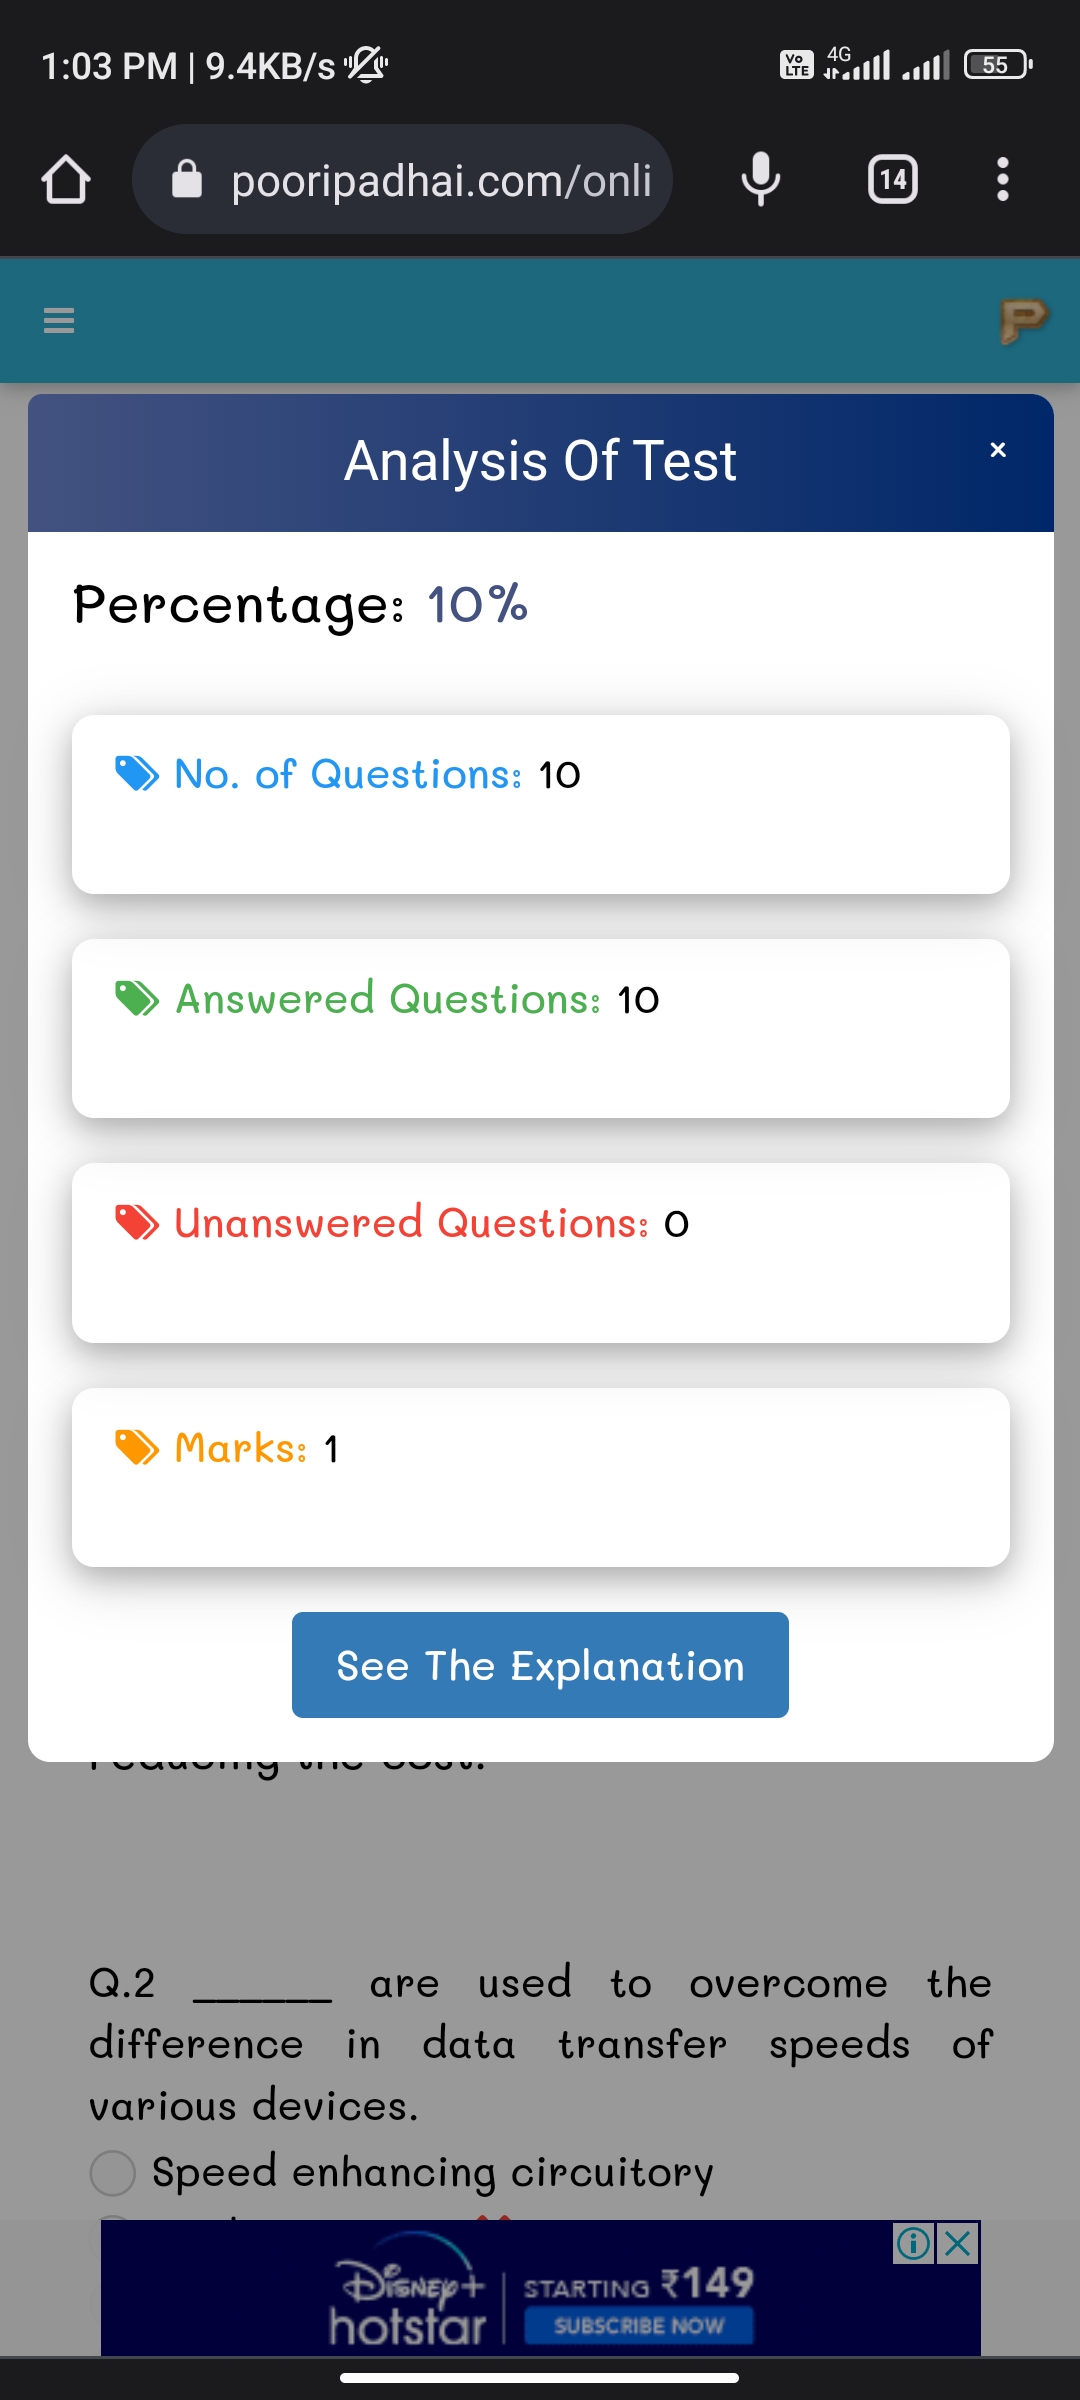 1:03 PM | 9.4KB/s
Vo LTE 4G 55
pooripadhai.com/onli
14
Analysis Of Test ×
Percentage: 10%
No. of Questions: 10
Answered Questions: 10
Unanswered Questions: 0
Marks: 1
See The Explanation
reducing the cost.
Q.2 ______ are used to overcome the
difference in data transfer speeds of
various devices.
Speed enhancing circuitory
Disney+
hotstar
STARTING ₹149
SUBSCRIBE NOW